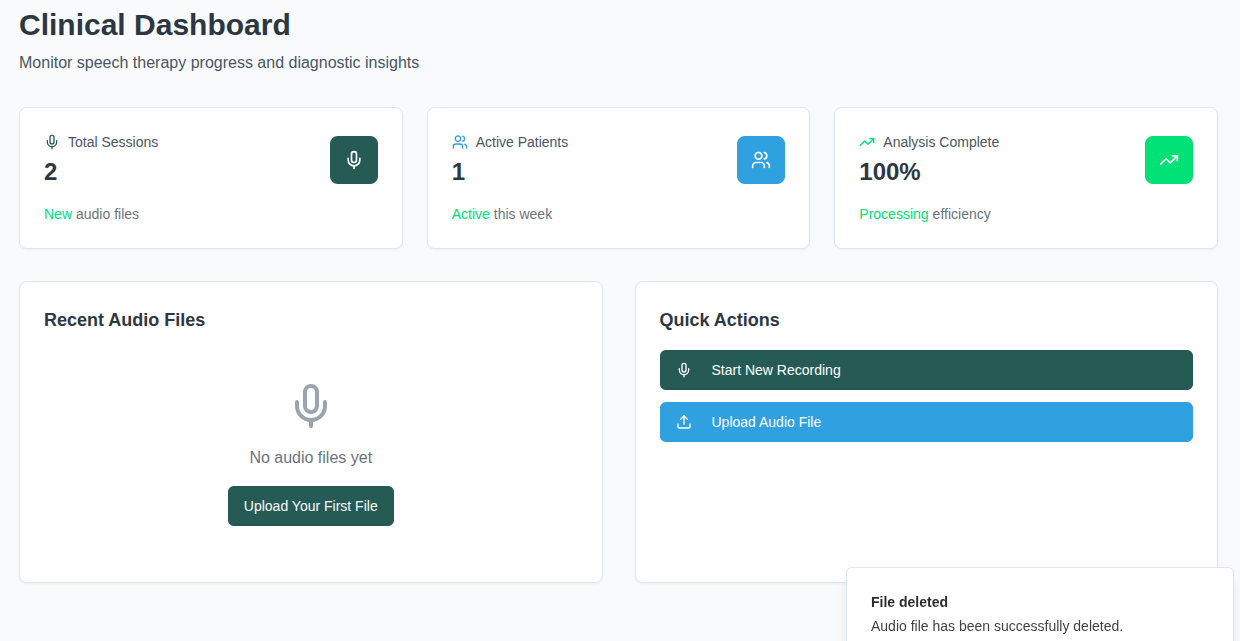 Clinical Dashboard
Monitor speech therapy progress and diagnostic insights
Total Sessions
2
New audio files
Active Patients
1
Active this week
Analysis Complete
100%
Processing efficiency
Recent Audio Files
No audio files yet
Upload Your First File
Quick Actions
Start New Recording
Upload Audio File
File deleted
Audio file has been successfully deleted.